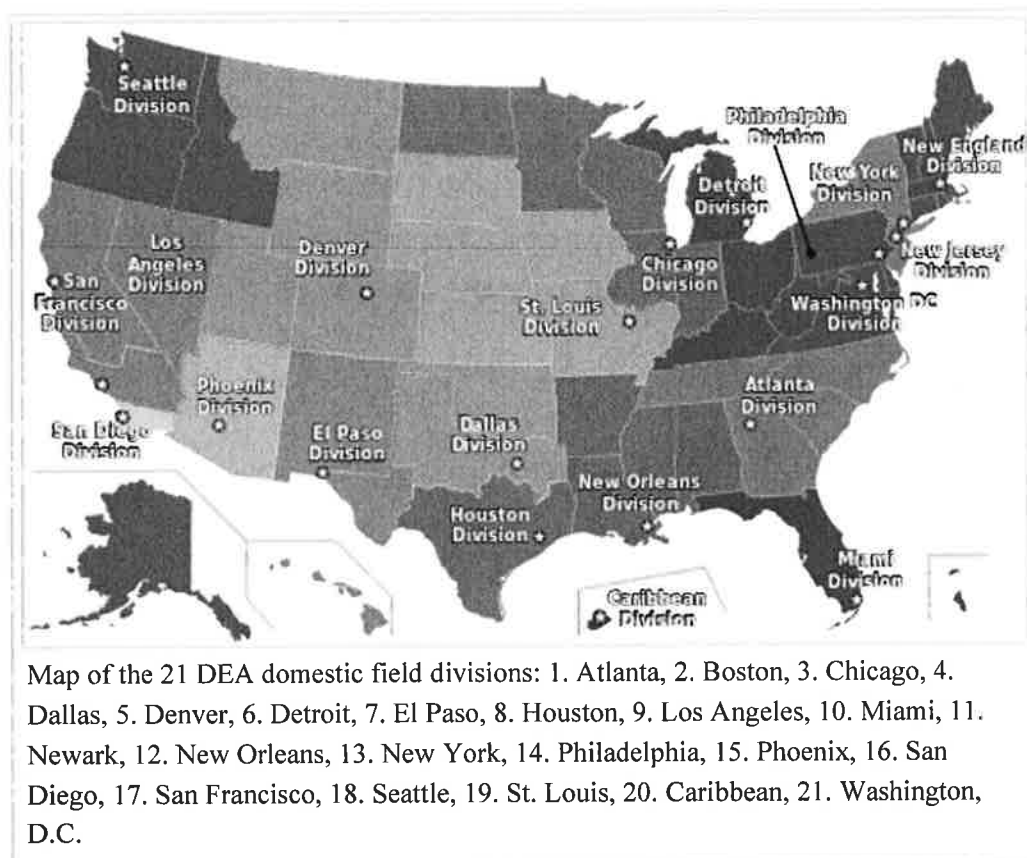 Seattle
Division
Philadelphia
Division
New England
Division
New York
Division
Detroit
Division
Los
Angeles
Division
Denver
Division
San
Francisco
Division
Chicago
Division
New Jersey
Division
St. Louis
Division
Washington DC
Division
Phoenix
Division
Atlanta
Division
San Diego
Division
El Paso
Division
Dallas
Division
New Orleans
Division
Houston
Division
Miami
Division
Caribbean
Division
Map of the 21 DEA domestic field divisions: 1. Atlanta, 2. Boston, 3. Chicago, 4.
Dallas, 5. Denver, 6. Detroit, 7. El Paso, 8. Houston, 9. Los Angeles, 10. Miami, 11.
Newark, 12. New Orleans, 13. New York, 14. Philadelphia, 15. Phoenix, 16. San
Diego, 17. San Francisco, 18. Seattle, 19. St. Louis, 20. Caribbean, 21. Washington,
D.C.